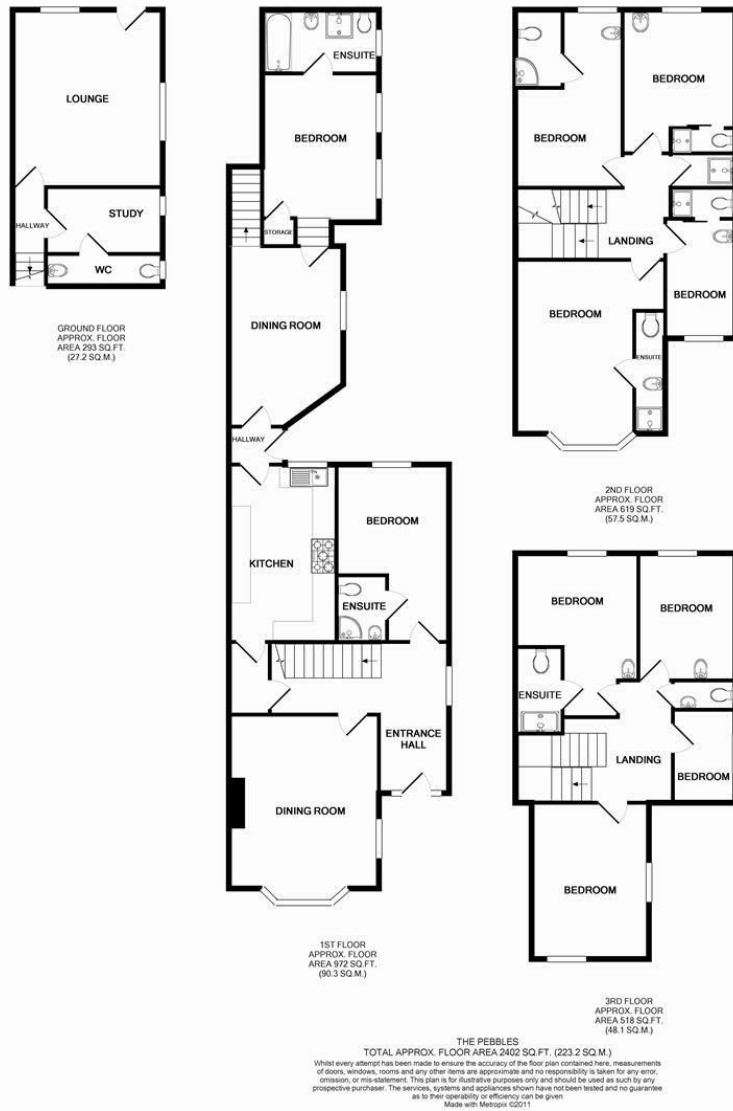 LOUNGE
HALLWAY
STUDY
WC
GROUND FLOOR
APPROX. FLOOR
AREA 293 SQ.FT.
(27.2 SQ.M.)
ENSUITE
BEDROOM
STORAGE
DINING ROOM
HALLWAY
KITCHEN
BEDROOM
ENSUITE
ENTRANCE
HALL
DINING ROOM
1ST FLOOR
APPROX. FLOOR
AREA 972 SQ.FT.
(90.3 SQ.M.)
BEDROOM
BEDROOM
LANDING
BEDROOM
BEDROOM
ENSUITE
2ND FLOOR
APPROX. FLOOR
AREA 619 SQ.FT.
(57.5 SQ.M.)
BEDROOM
BEDROOM
ENSUITE
LANDING
BEDROOM
BEDROOM
3RD FLOOR
APPROX. FLOOR
AREA 518 SQ.FT.
(48.1 SQ.M.)
THE PEBBLES
TOTAL APPROX. FLOOR AREA 2402 SQ.FT. (223.2 SQ.M.)
Whilst every attempt has been made to ensure the accuracy of the floor plan contained here, measurements
of doors, windows, rooms and any other items are approximate and no responsibility is taken for any error,
omission, or mis-statement. This plan is for illustrative purposes only and should be used as such by any
prospective purchaser. The services, systems and appliances shown have not been tested and no guarantee
as to their operability or efficiency can be given
Made with Metropix ©2011